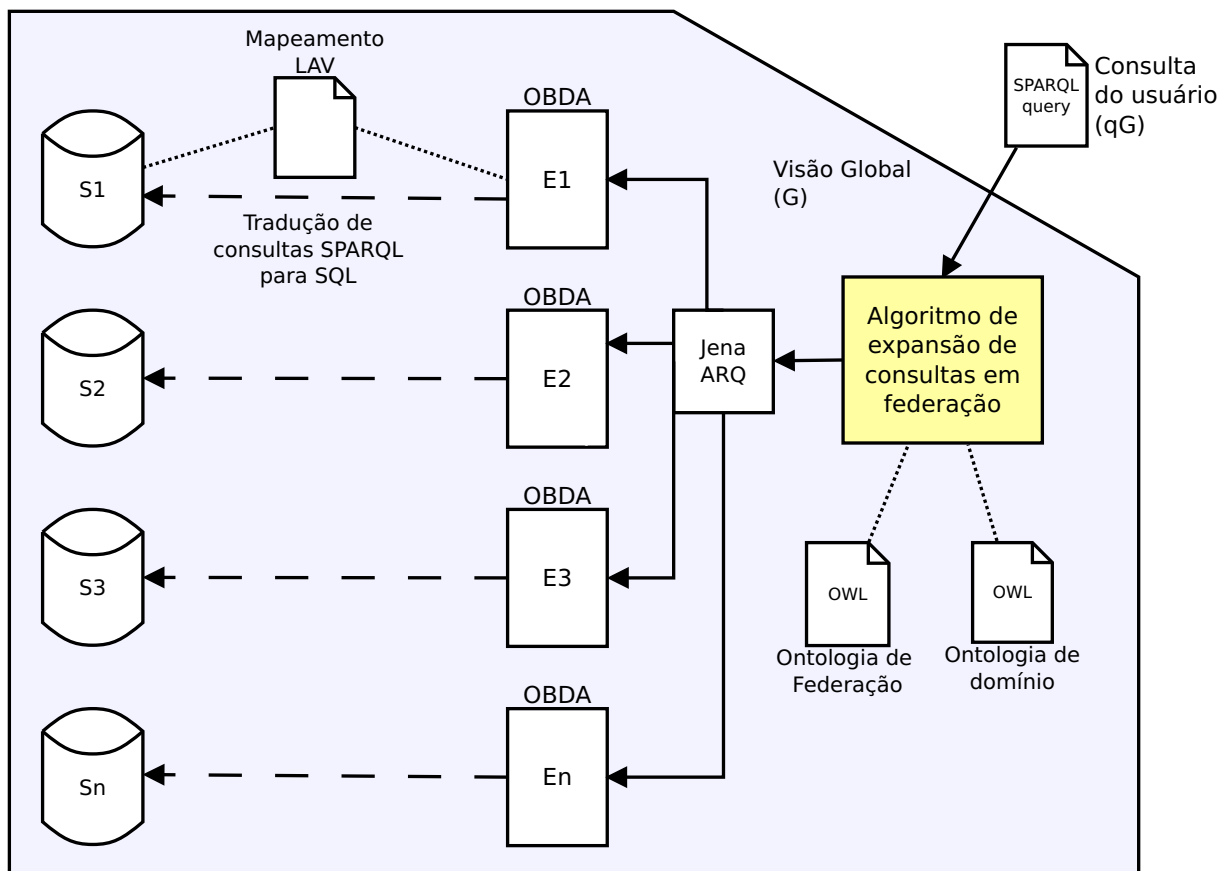 Mapeamento
LAV
OBDA
SPARQL
query
Consulta
do usuário
(qG)
S1
E1
Visão Global
(G)
Tradução de
consultas SPARQL
para SQL
OBDA
S2
E2
Jena
ARQ
Algoritmo de
expansão de
consultas em
federação
OBDA
S3
E3
OWL
OWL
Ontologia de
Federação
Ontologia de
domínio
OBDA
Sn
En